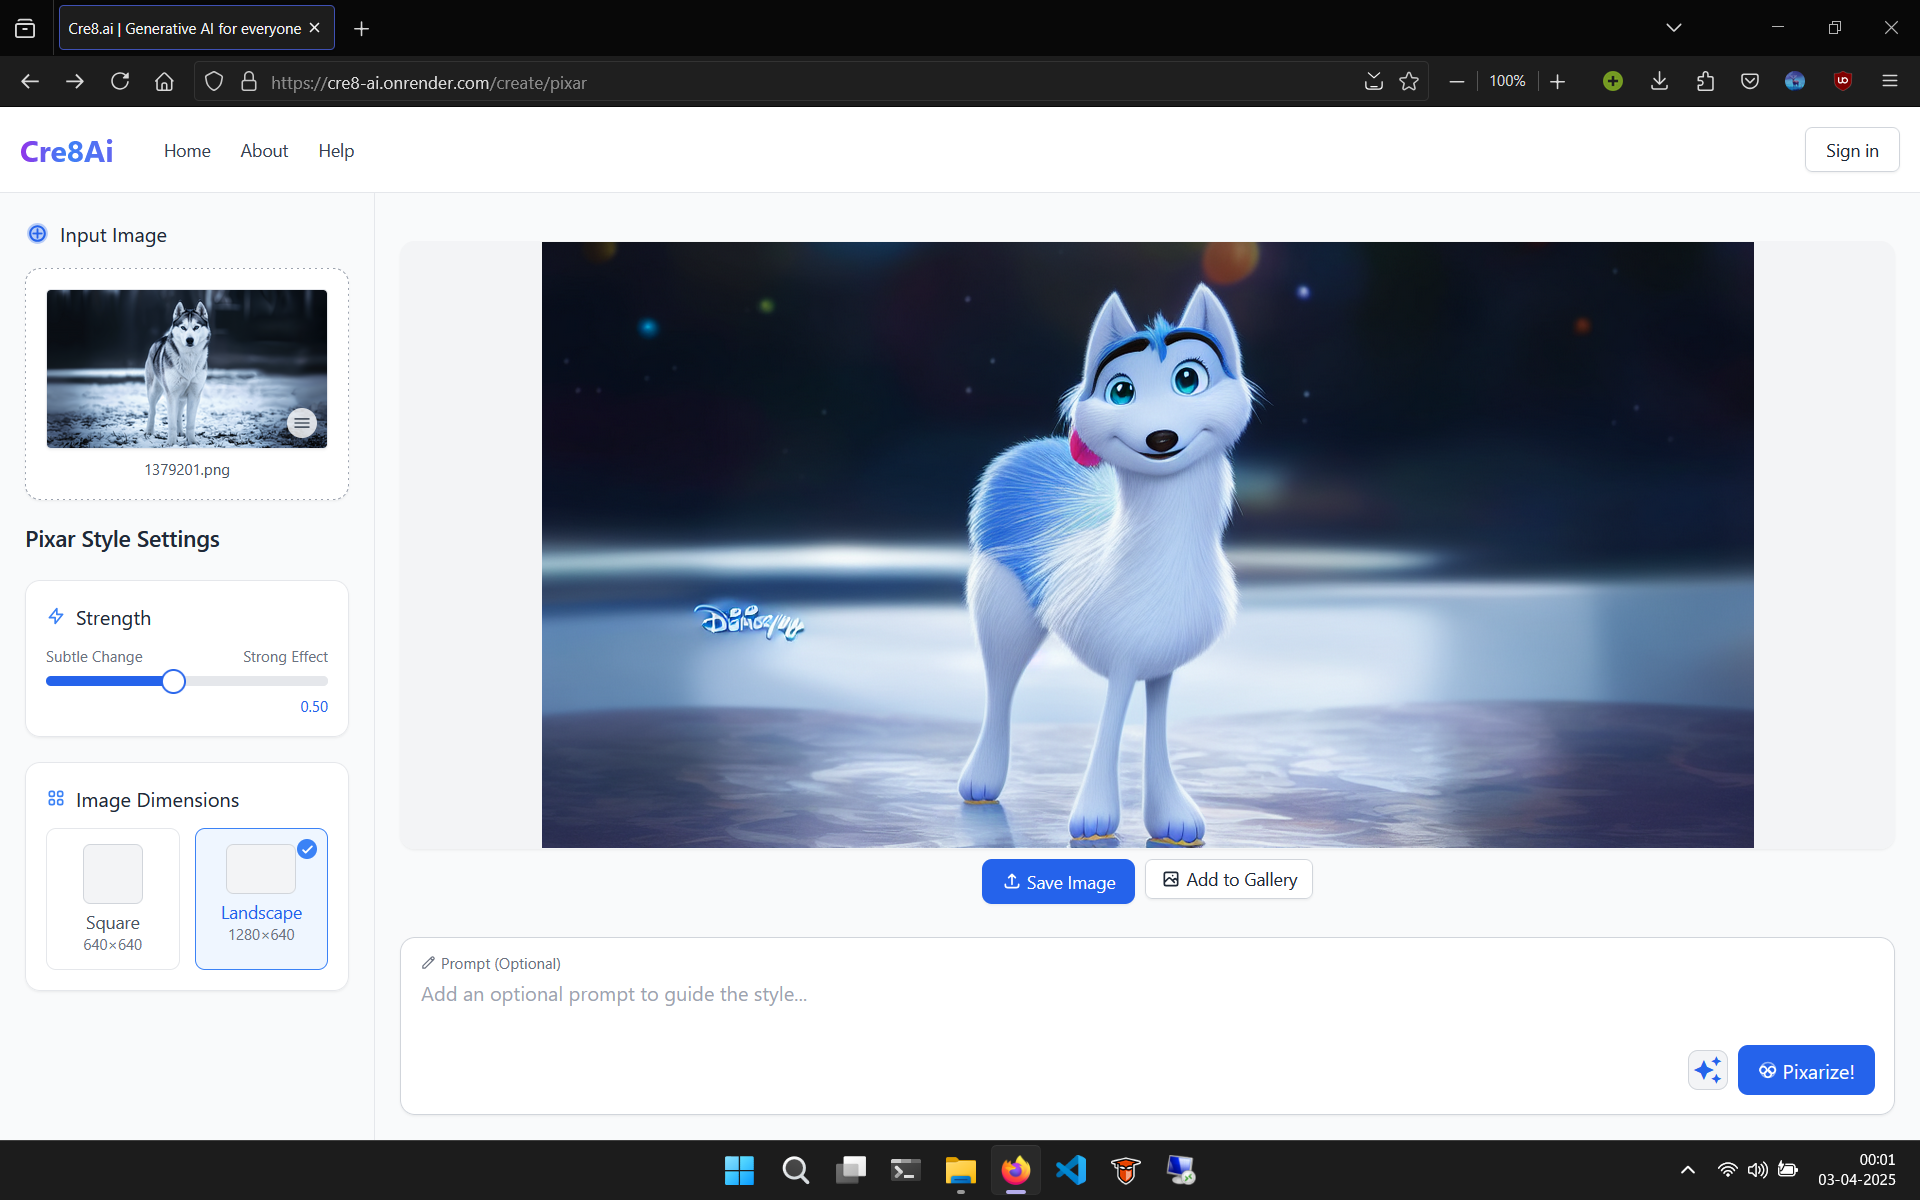 Cre8.ai | Generative AI for everyone
https://cre8-ai.onrender.com/create/pixar
100%
Cre8Ai
Home
About
Help
Sign in
Input Image
1379201.png
Pixar Style Settings
Strength
Subtle Change
Strong Effect
0.50
Image Dimensions
Square
640×640
Landscape
1280×640
Save Image
Add to Gallery
Prompt (Optional)
Add an optional prompt to guide the style...
Pixarize!
00:01
03-04-2025